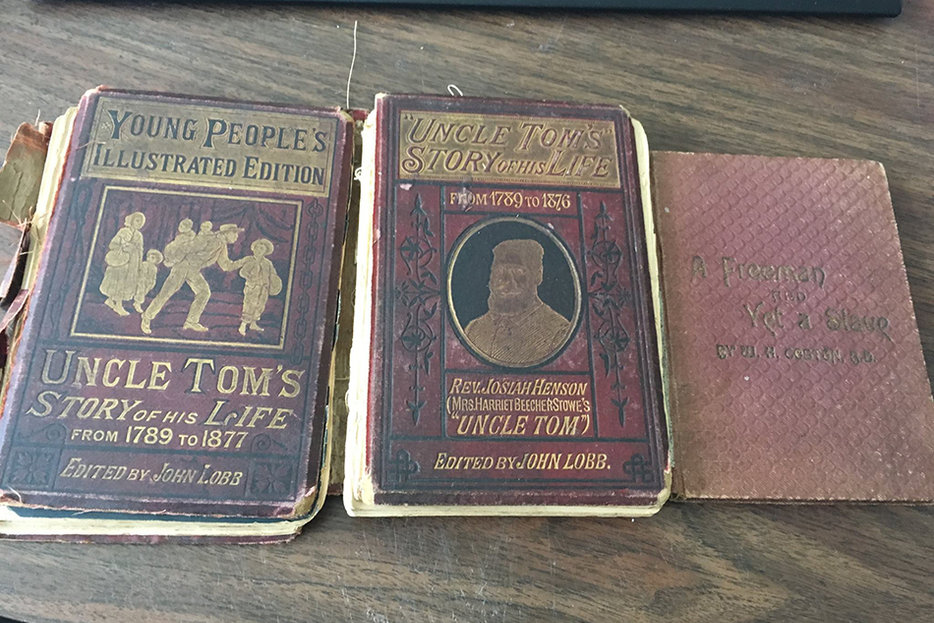 YOUNG PEOPLE'S
ILLUSTRATED EDITION
UNCLE TOM'S
STORY OF HIS LIFE
FROM 1789 TO 1877
EDITED BY JOHN LOBB
"UNCLE TOM'S"
STORY OF HIS LIFE
FROM 1789 TO 1876
REV. JOSIAH HENSON
(MRS. HARRIET BEECHER STOWE'S
"UNCLE TOM")
EDITED BY JOHN LOBB.
A Freeman
AND
Yet a Slave
BY W. H. COSTON, B.D.